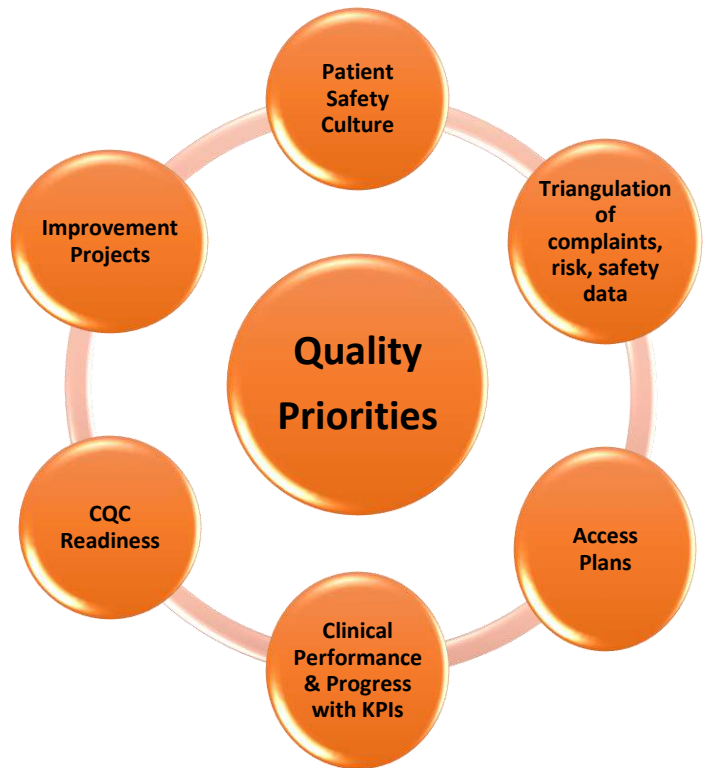 Patient
Safety
Culture
Triangulation
of
complaints,
risk, safety
data
Access
Plans
Clinical
Performance
& Progress
with KPIs
CQC
Readiness
Improvement
Projects
Quality
Priorities